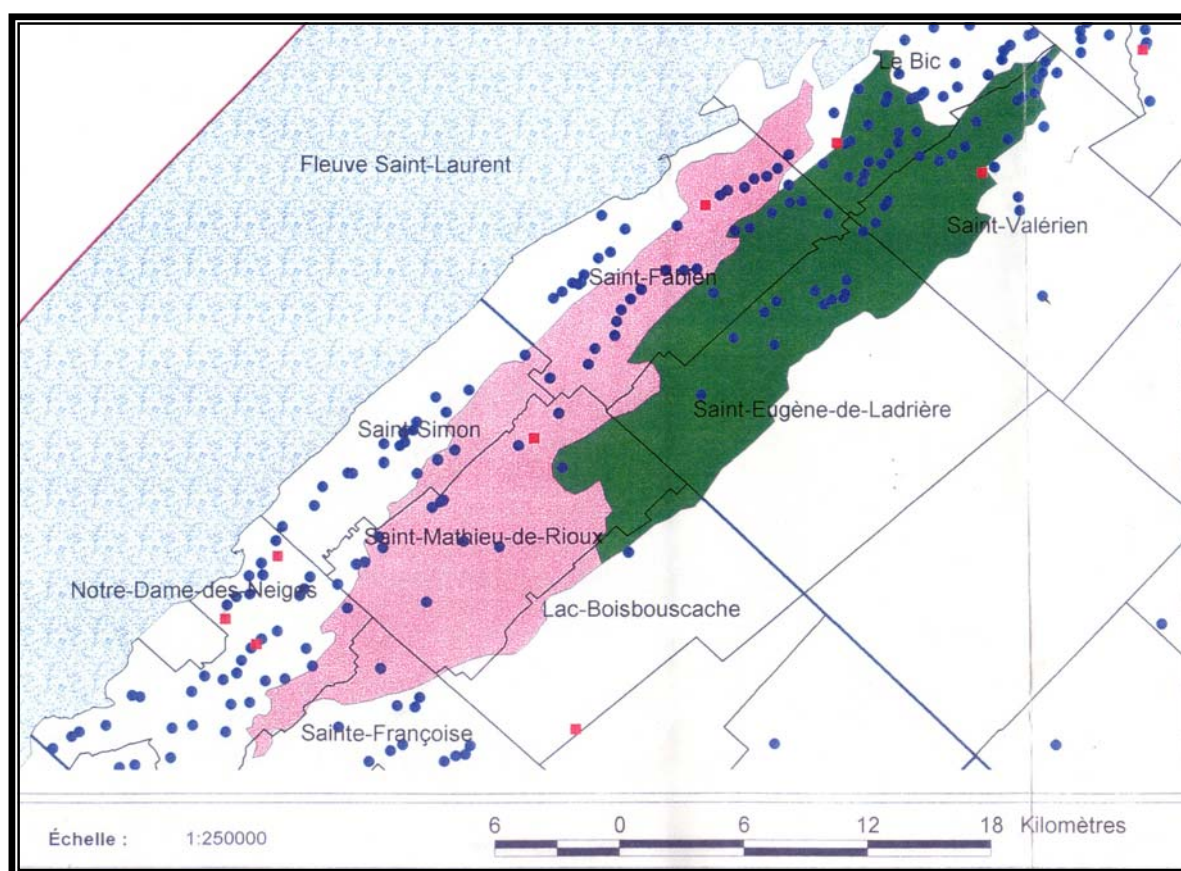 Le Bic
Fleuve Saint-Laurent
Saint-Valérien
Saint-Fabien
Saint-Eugène-de-Ladrière
Saint-Simon
Saint-Mathieu-de-Rioux
Notre-Dame-des-Neiges
Lac-Boisbouscache
Sainte-Françoise
Échelle : 1:250000
6 0 6 12 18 Kilomètres